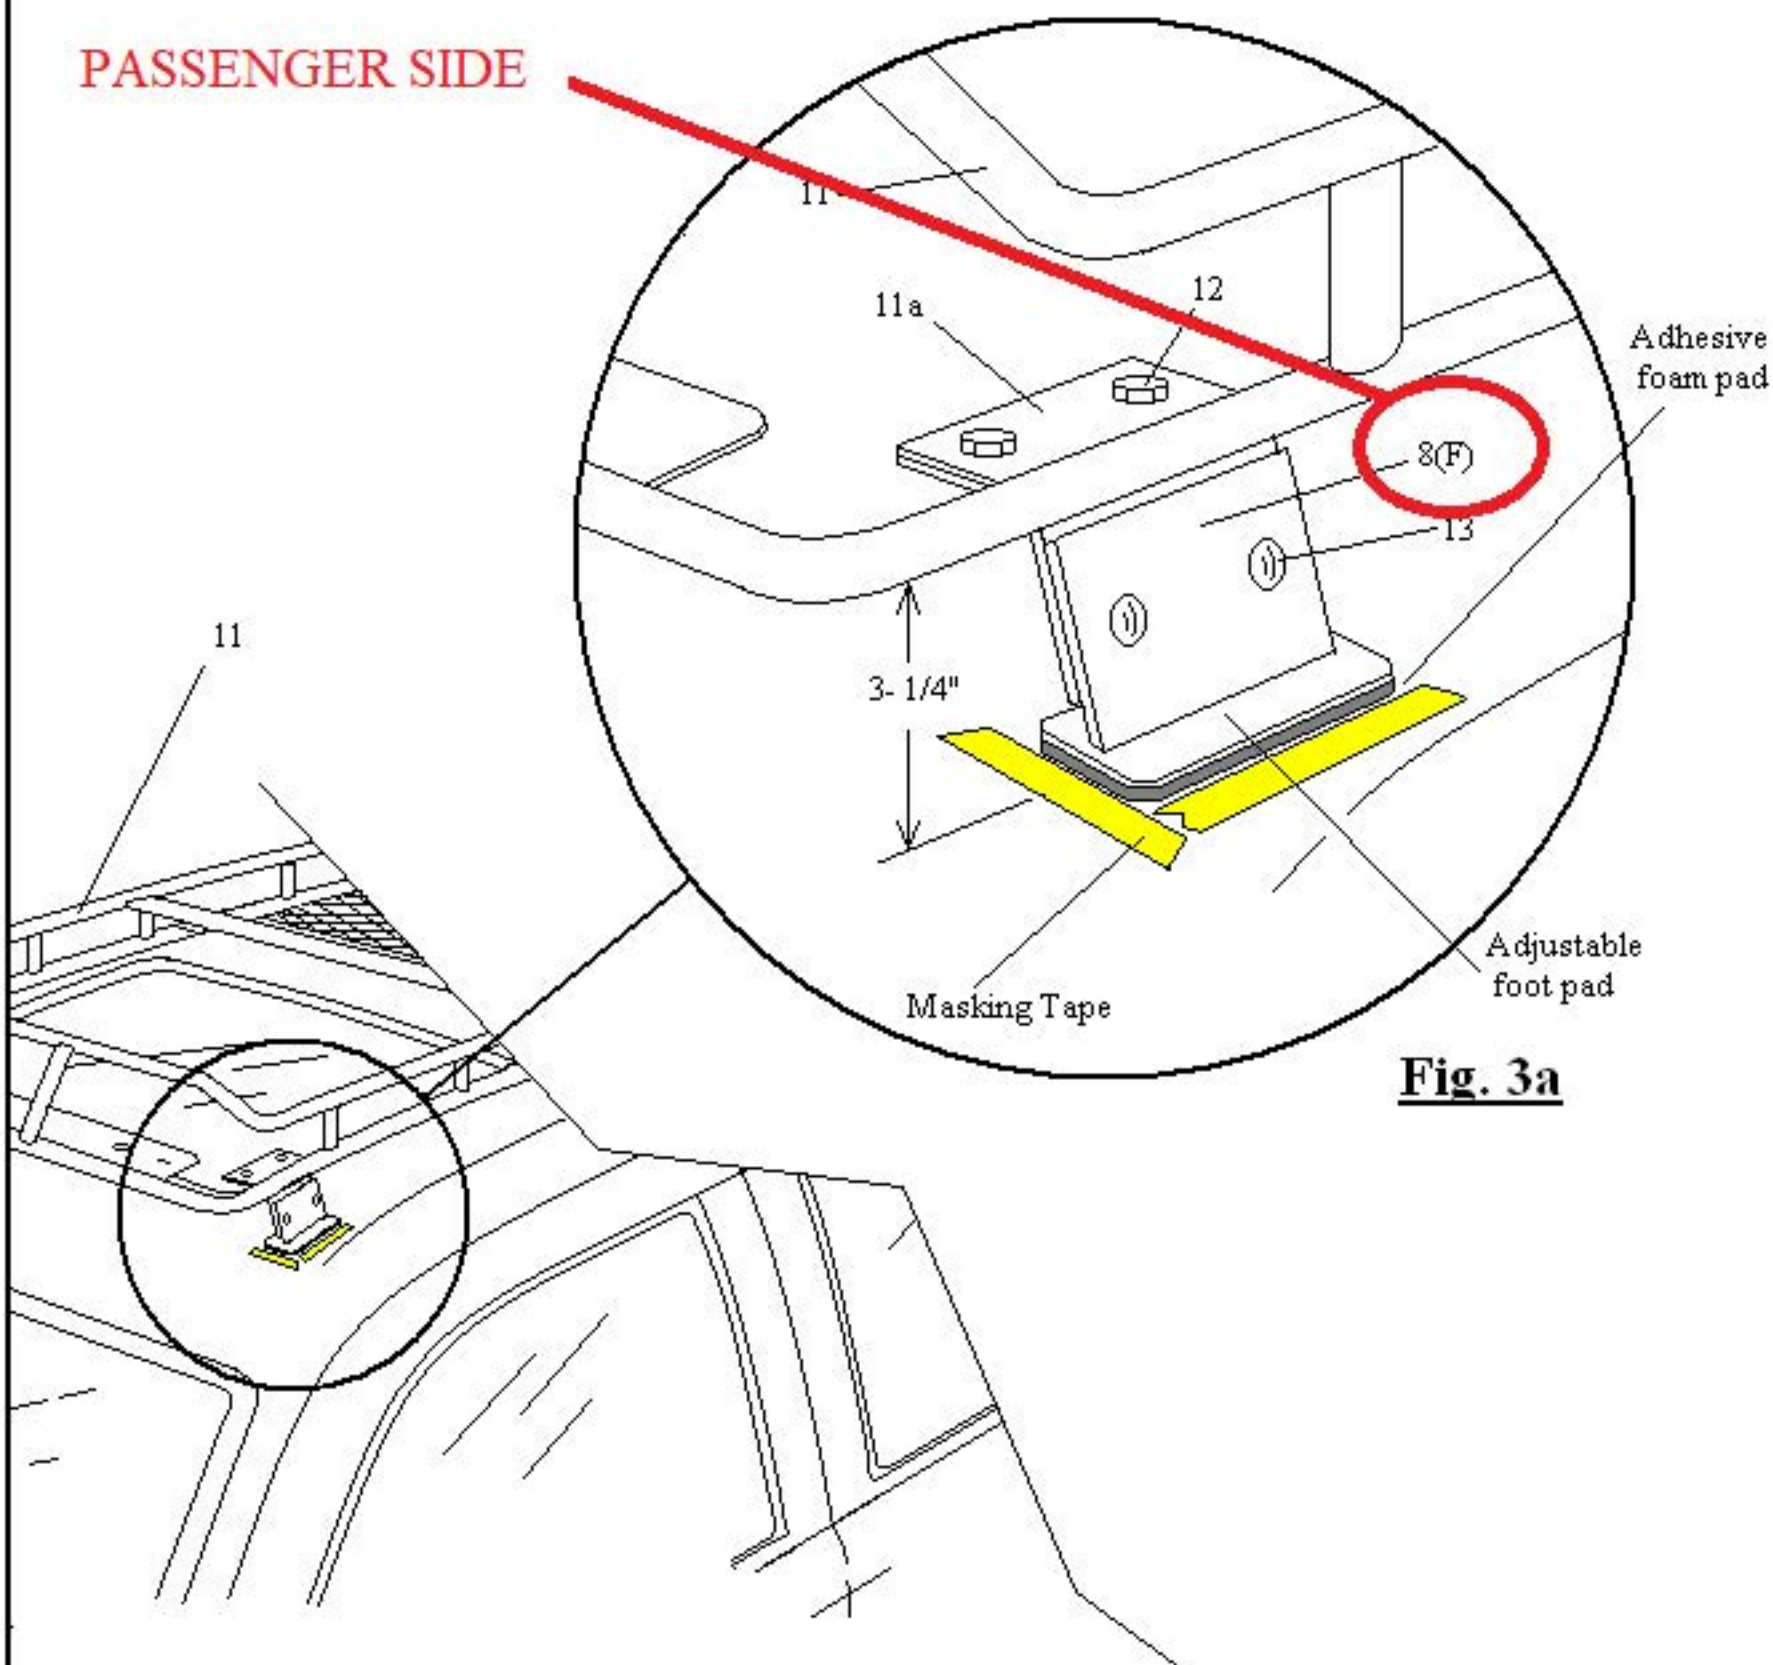 PASSENGER SIDE
11
11a
12
Adhesive
foam pad
8(F)
13
11
3- 1/4"
Adjustable
foot pad
Masking Tape
Fig. 3a